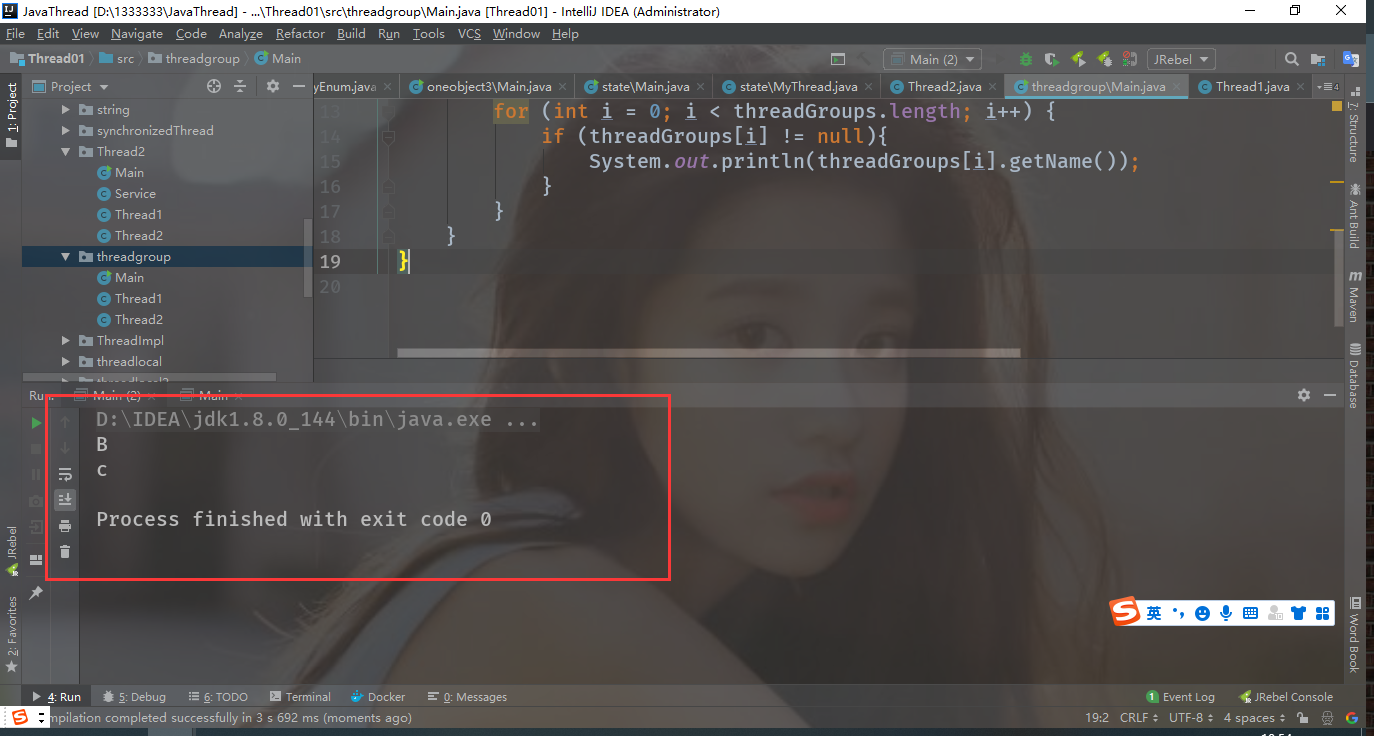 JavaThread [D:\1333333\JavaThread] - ...\Thread01\src\threadgroup\Main.java [Thread01] - IntelliJ IDEA (Administrator)
File Edit View Navigate Code Analyze Refactor Build Run Tools VCS Window Help
Thread01 src threadgroup Main Main (2) JRebel
Project
yEnum.java oneobject3\Main.java state\Main.java state\MyThread.java Thread2.java threadgroup\Main.java Thread1.java 4
1: Project
string
synchronizedThread
Thread2
Main
Service
Thread1
Thread2
threadgroup
Main
Thread1
Thread2
ThreadImpl
threadlocal
13 for (int i = 0; i < threadGroups.length; i++) {
14 if (threadGroups[i] != null){
15 System.out.println(threadGroups[i].getName());
16 }
17 }
18 }
19 }
20
7: Structure
Ant Build
Maven
Database
Word Book
Main (2) Main
D:\IDEA\jdk1.8.0_144\bin\java.exe ...
B
c
Process finished with exit code 0
JRebel
2: Favorites
英
4: Run 5: Debug 6: TODO Terminal Docker 0: Messages 1 Event Log JRebel Console
mpilation completed successfully in 3 s 692 ms (moments ago) 19:2 CRLF UTF-8 4 spaces